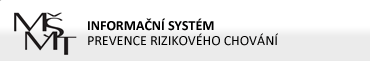 MŠMT
INFORMAČNÍ SYSTÉM
PREVENCE RIZIKOVÉHO CHOVÁNÍ